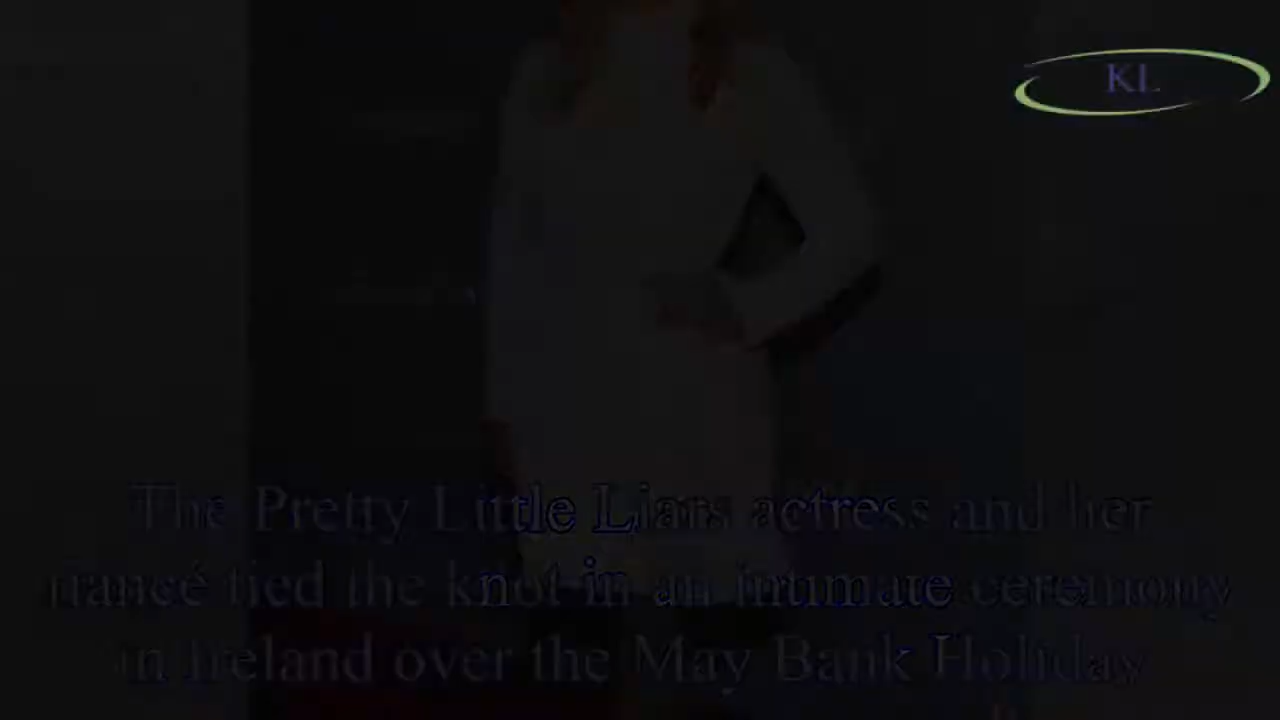 KL
The Pretty Little Liars actress and her
fiancé tied the knot in an intimate ceremony
in Ireland over the May Bank Holiday